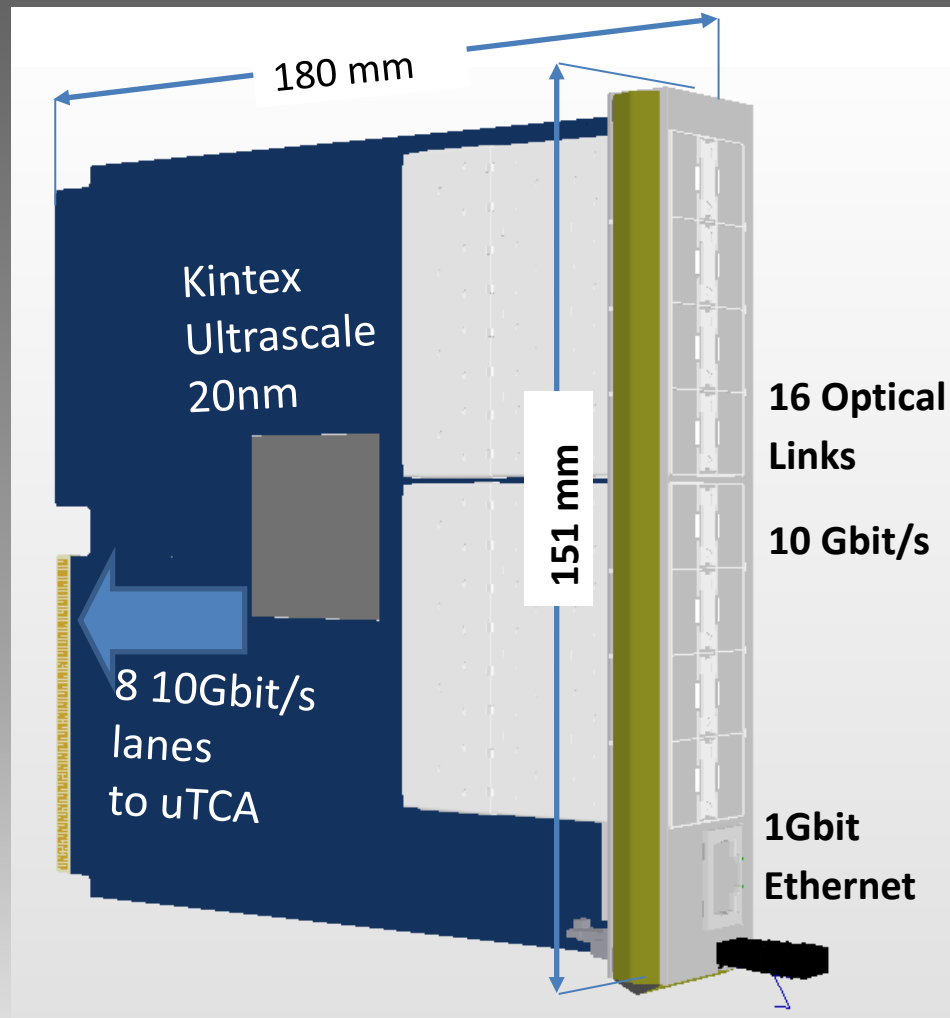 180 mm
Kintex
Ultrascale
20nm
151 mm
16 Optical
Links
10 Gbit/s
8 10Gbit/s
lanes
to uTCA
1Gbit
Ethernet